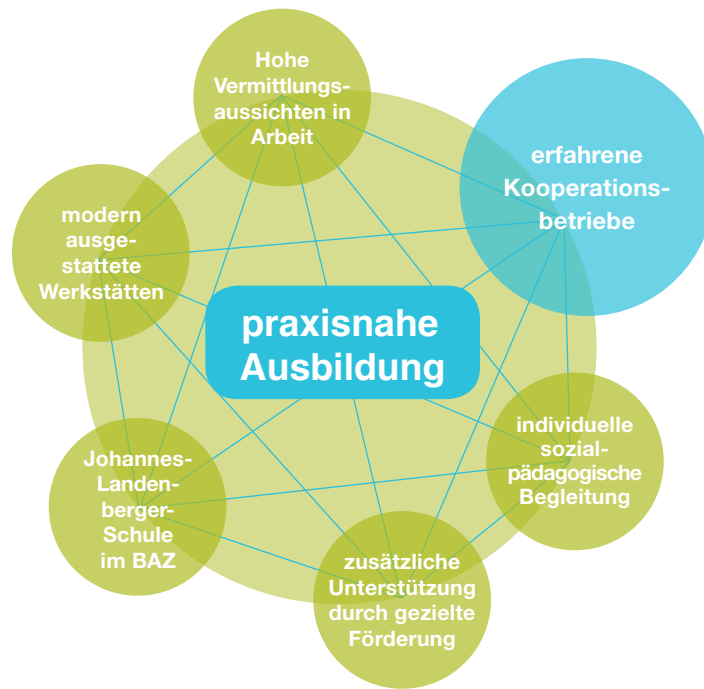 Hohe
Vermittlungs-
aussichten in
Arbeit
erfahrene
Kooperations-
betriebe
modern
ausge-
stattete
Werkstätten
praxisnahe
Ausbildung
individuelle
sozial-
pädagogische
Begleitung
Johannes-
Landen-
berger-
Schule
im BAZ
zusätzliche
Unterstützung
durch gezielte
Förderung